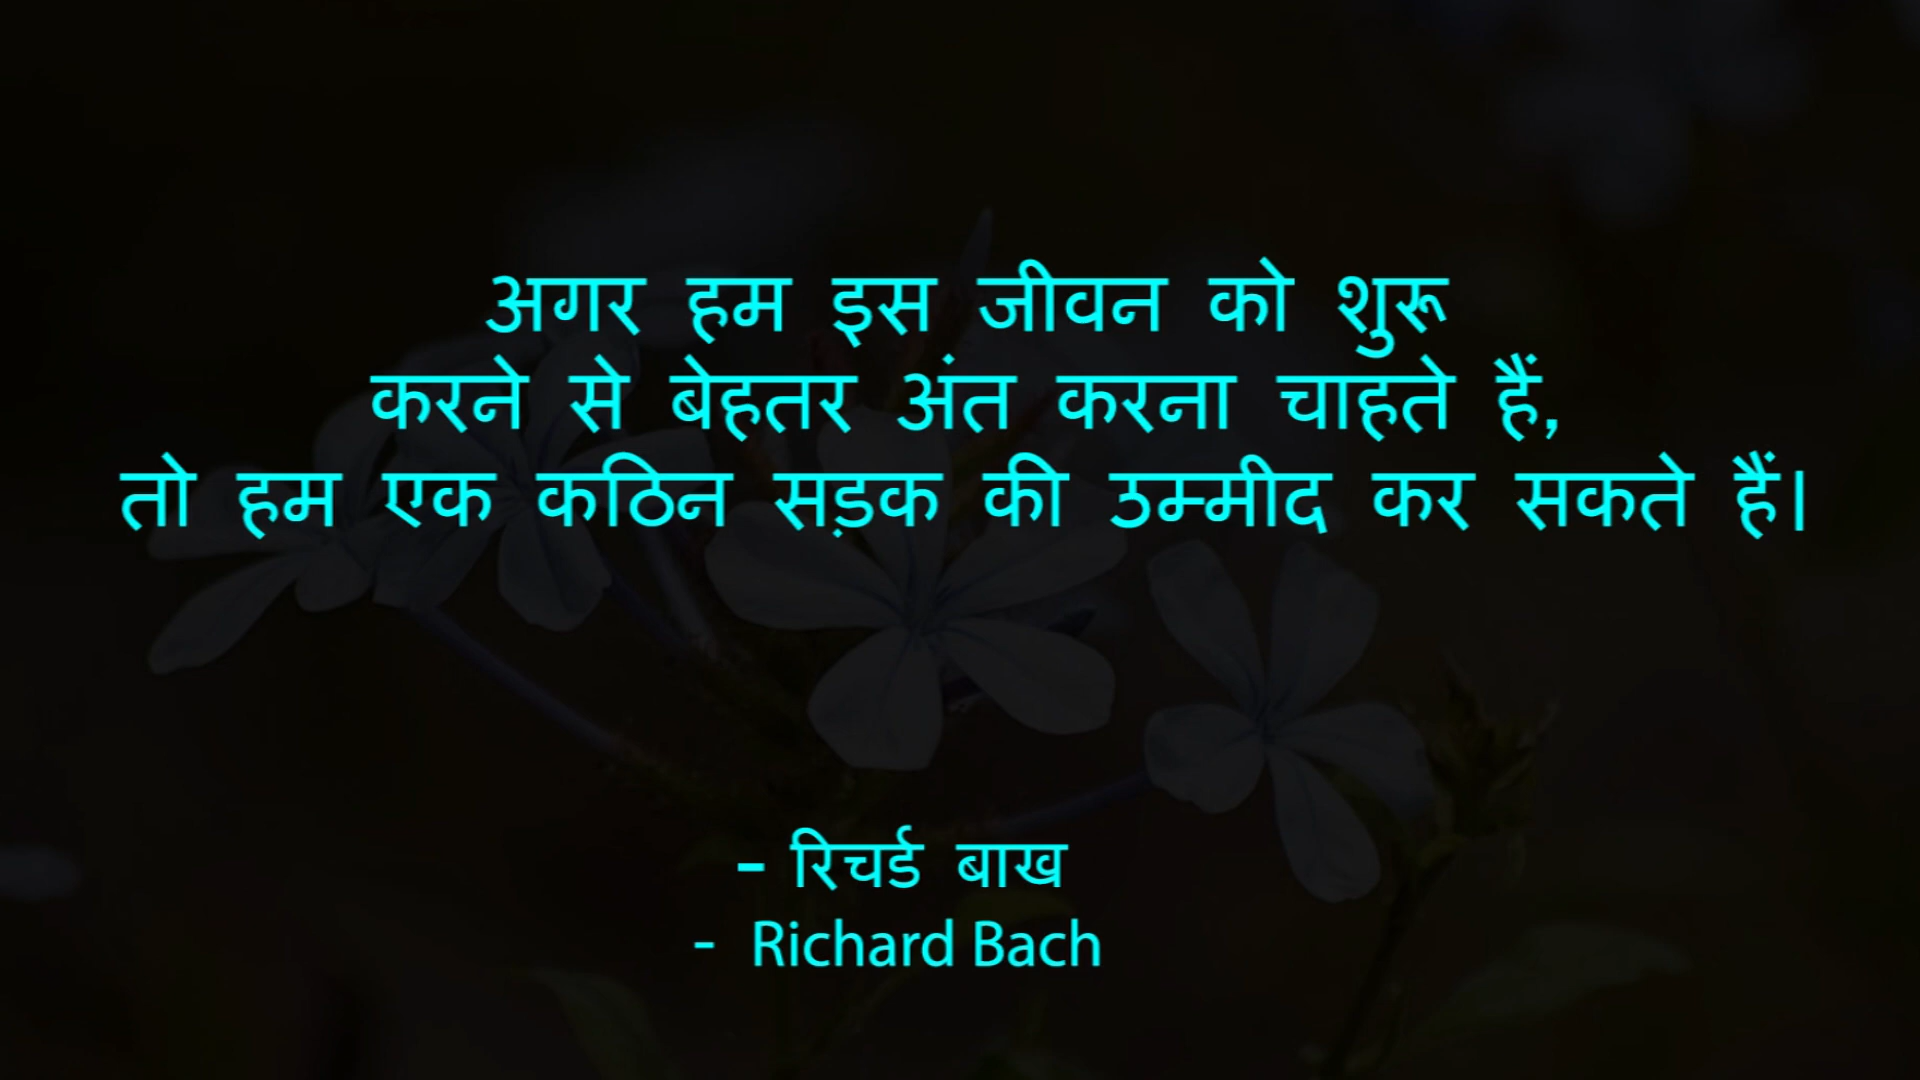 अगर हम इस जीवन को शुरू
करने से बेहतर अंत करना चाहते हैं,
तो हम एक कठिन सड़क की उम्मीद कर सकते हैं।
- रिचर्ड बाख
- Richard Bach